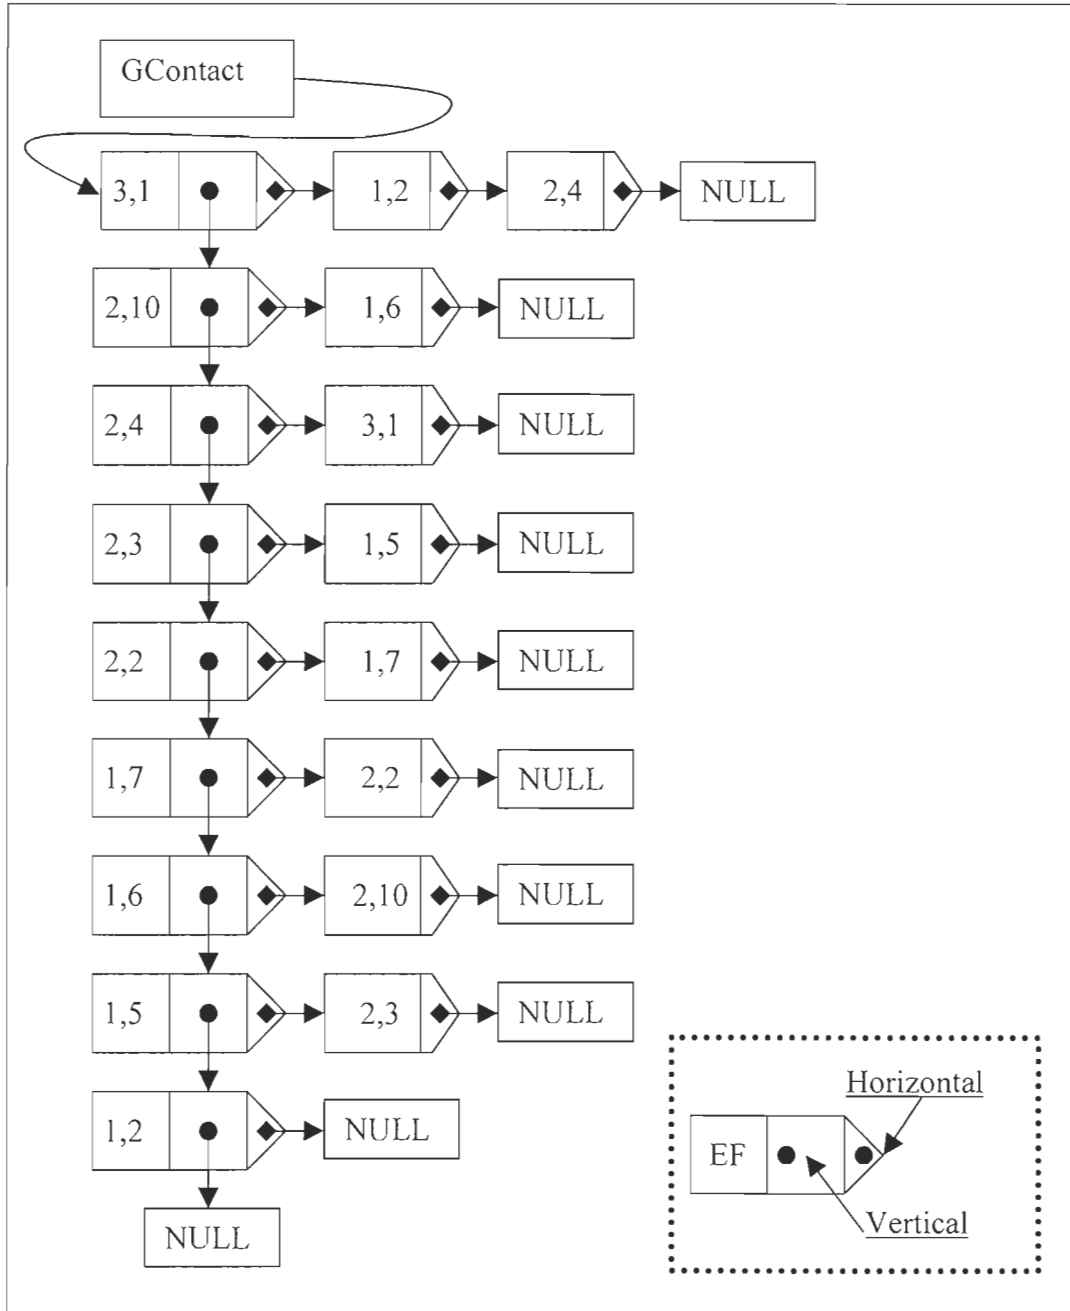 GContact
3,1 1,2 2,4 NULL
2,10 1,6 NULL
2,4 3,1 NULL
2,3 1,5 NULL
2,2 1,7 NULL
1,7 2,2 NULL
1,6 2,10 NULL
1,5 2,3 NULL
1,2 NULL
NULL
Horizontal
EF
Vertical